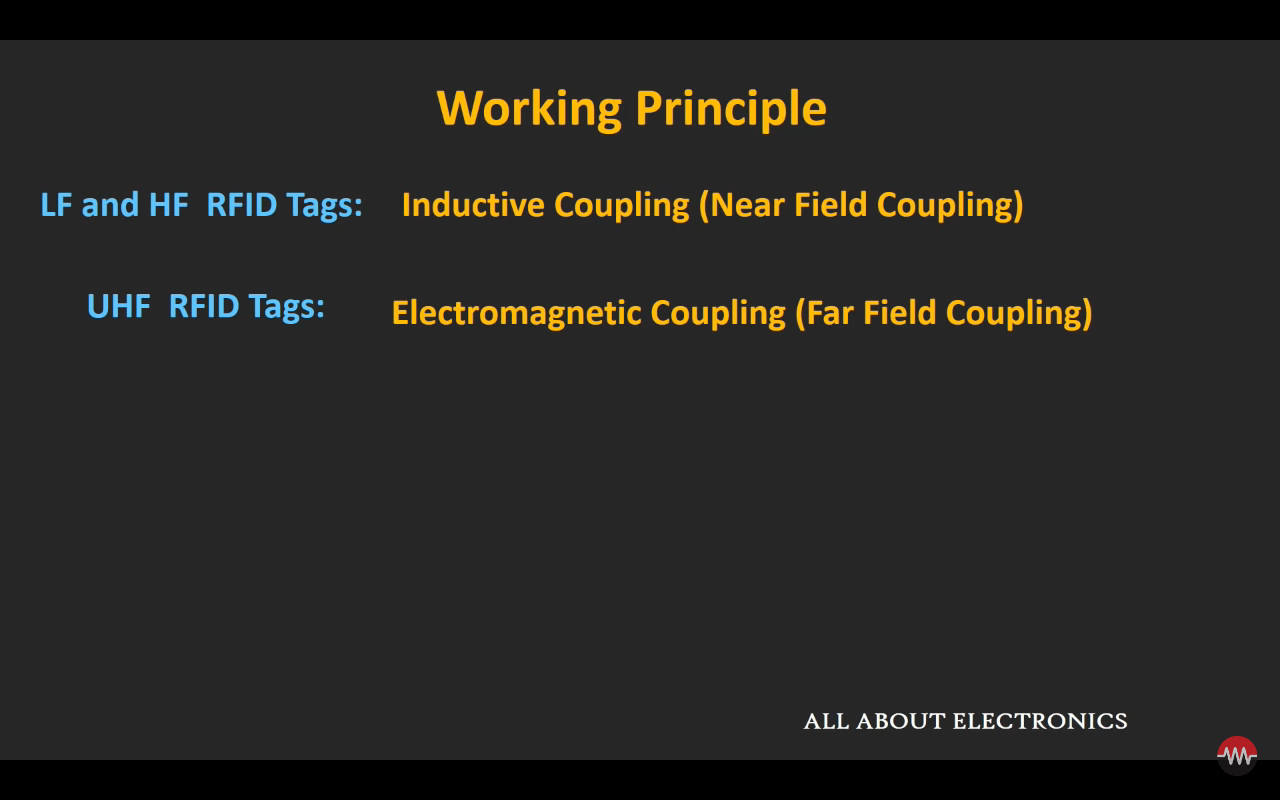 Working Principle
LF and HF RFID Tags: Inductive Coupling (Near Field Coupling)
UHF RFID Tags: Electromagnetic Coupling (Far Field Coupling)
ALL ABOUT ELECTRONICS